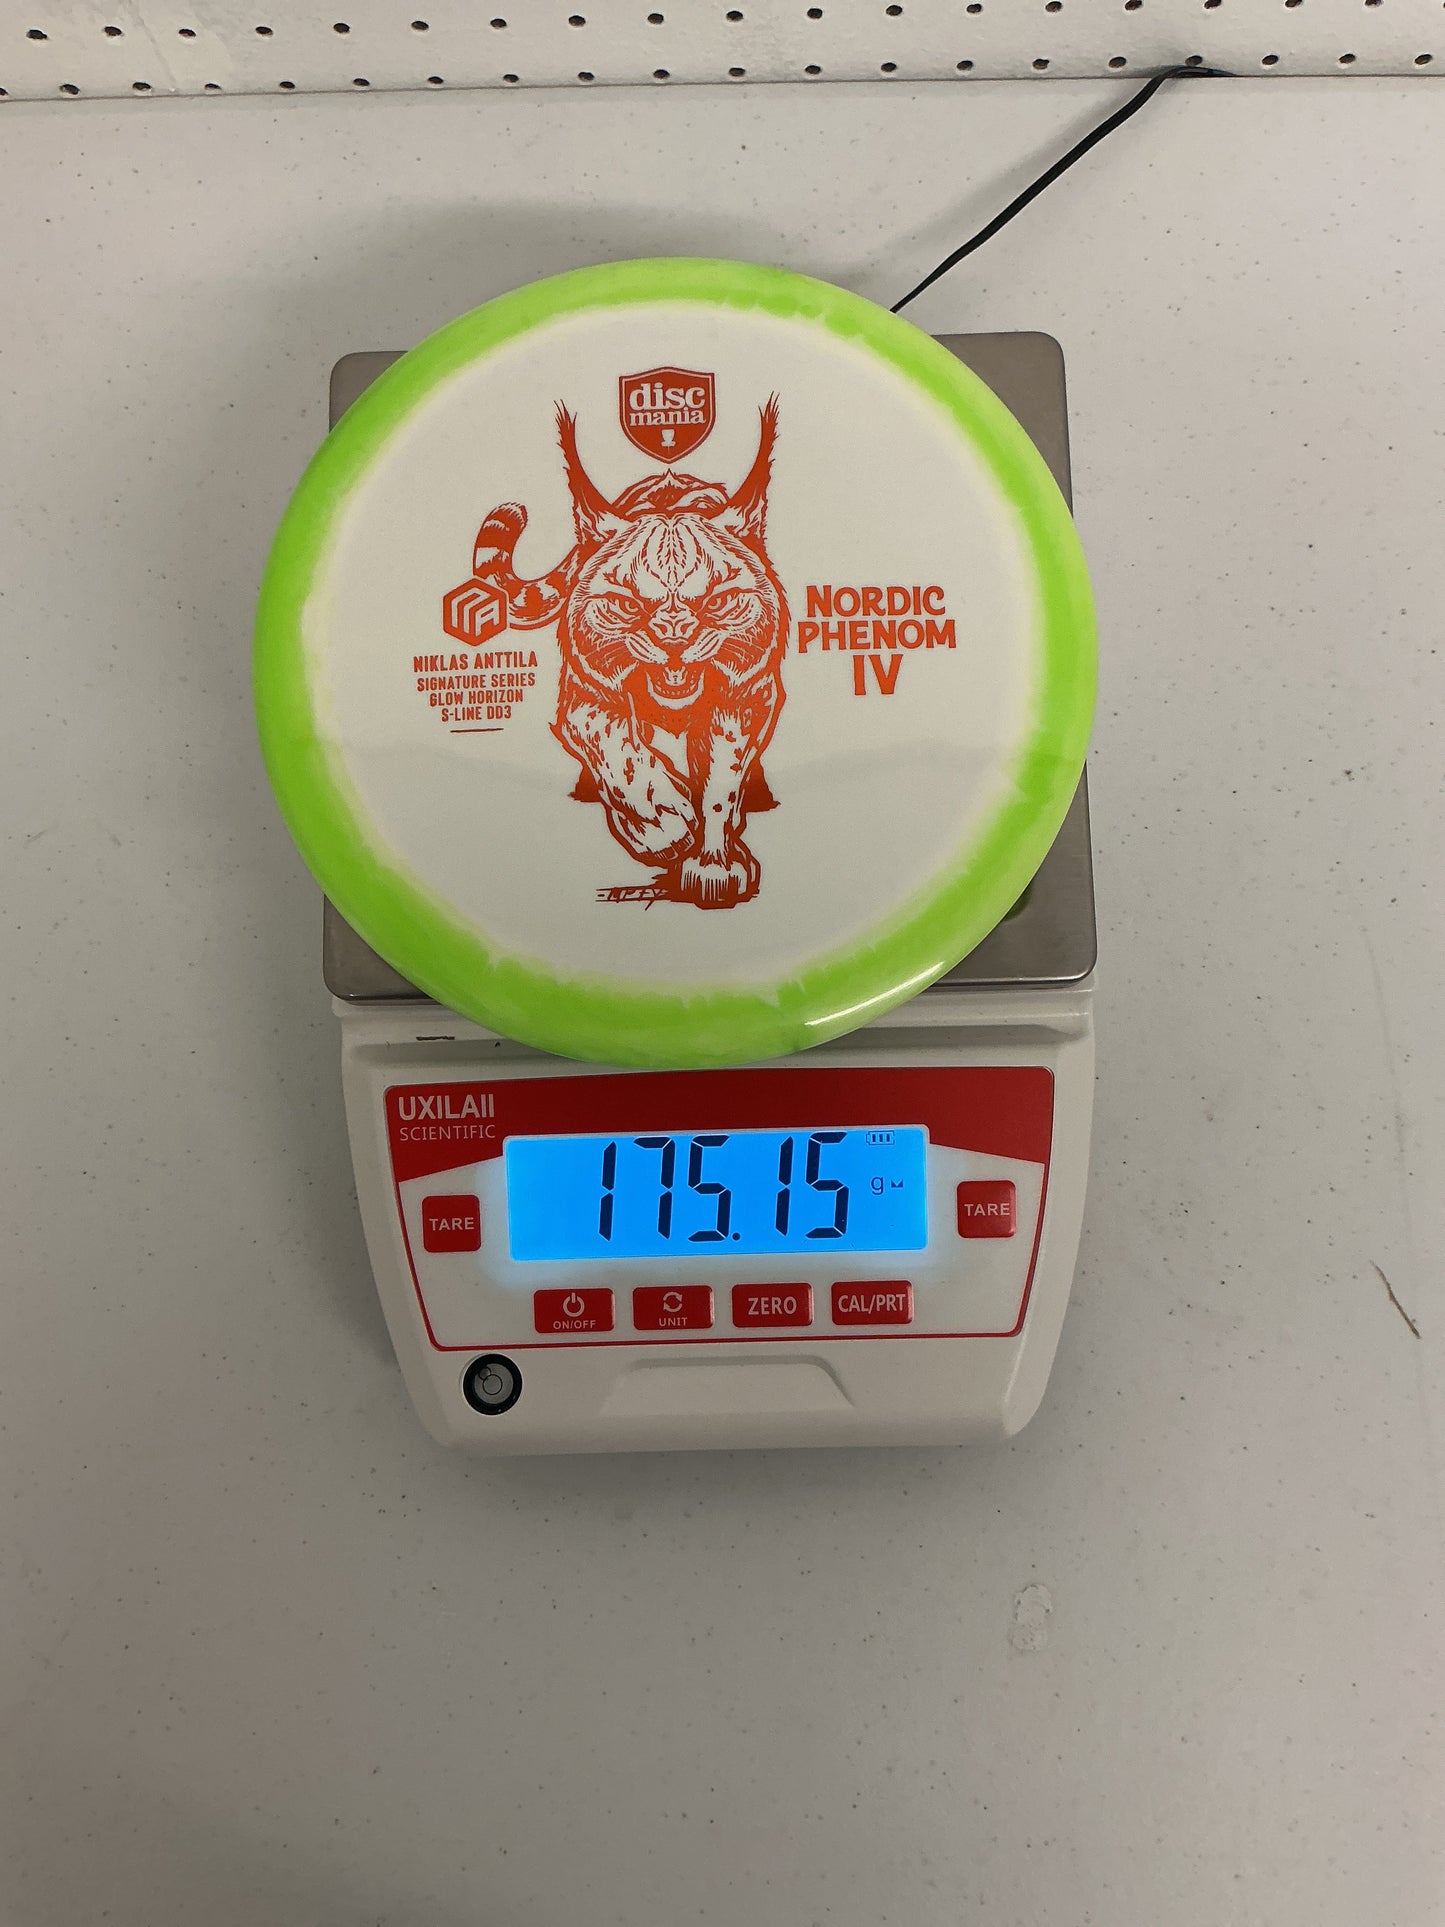 disc
mania
NORDIC
PHENOM
IV
NIKLAS ANTTILA
SIGNATURE SERIES
GLOW HORIZON
S-LINE DD3
UXILAII
SCIENTIFIC
175.15
g
TARE
TARE
ON/OFF
UNIT
ZERO
CAL/PRT